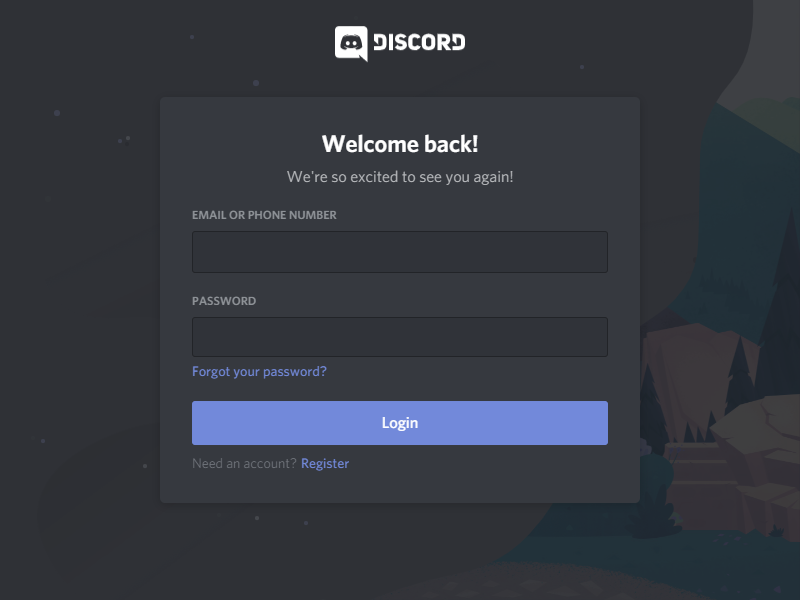 DISCORD
Welcome back!
We're so excited to see you again!
EMAIL OR PHONE NUMBER
PASSWORD
Forgot your password?
Login
Need an account? Register